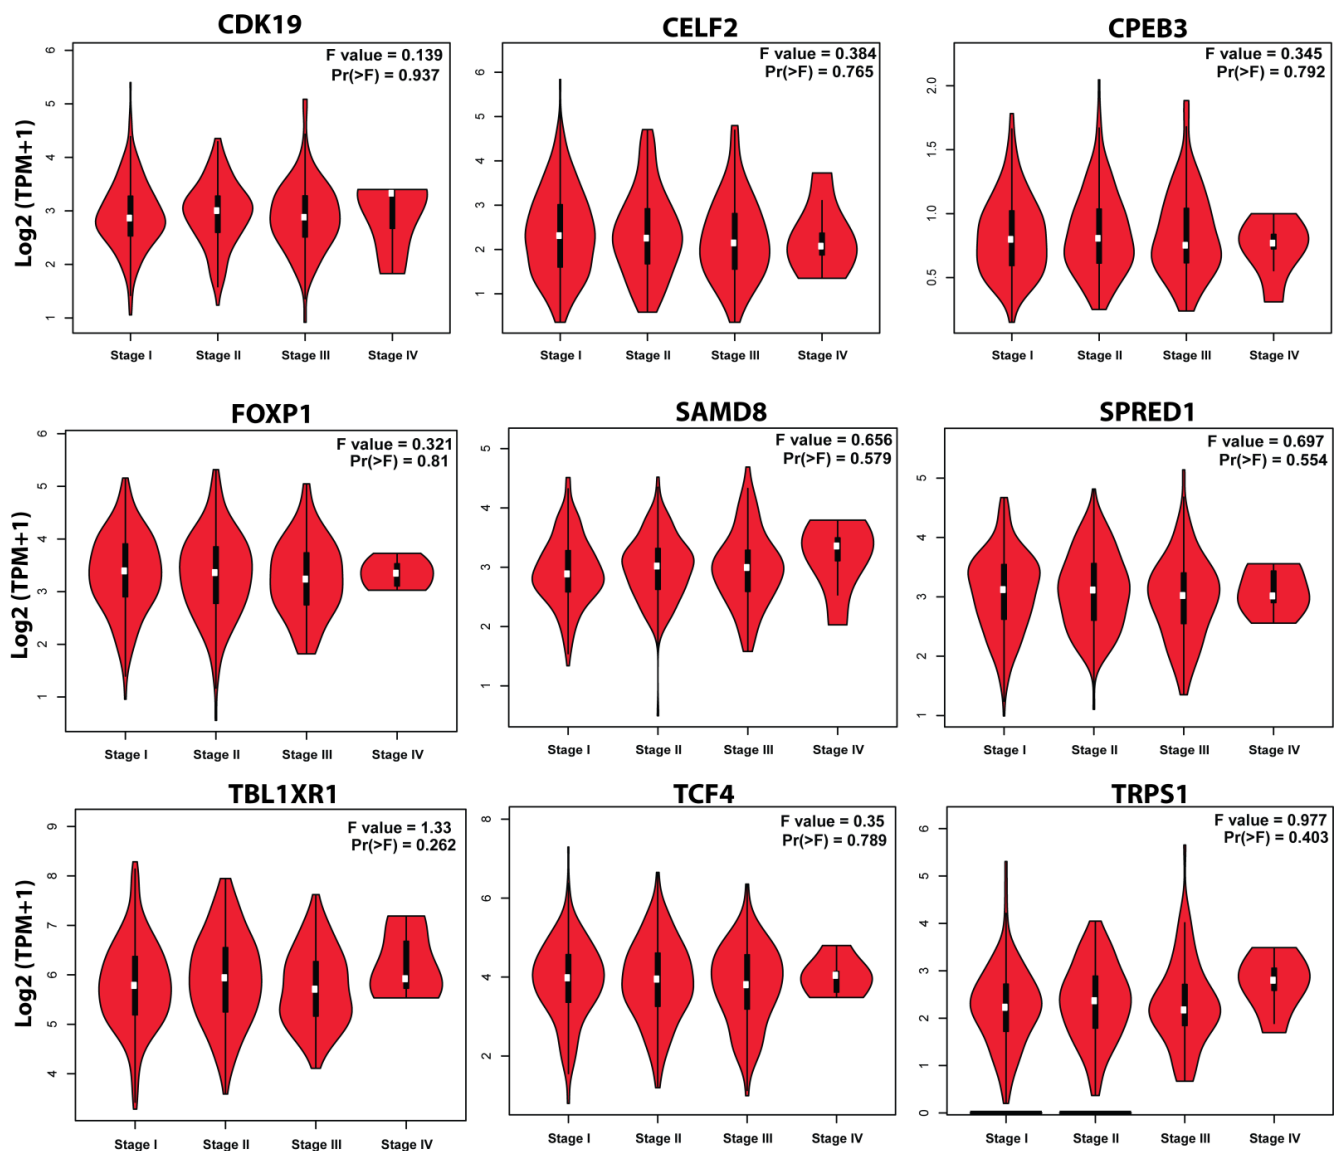 CDK19
F value = 0.139
Pr(>F) = 0.937
Log2 (TPM+1)
6
5
4
3
2
1
Stage I Stage II Stage III Stage IV
CELF2
F value = 0.384
Pr(>F) = 0.765
6
5
4
3
2
1
Stage I Stage II Stage III Stage IV
CPEB3
F value = 0.345
Pr(>F) = 0.792
2.0
1.5
1.0
0.5
Stage I Stage II Stage III Stage IV
FOXP1
F value = 0.321
Pr(>F) = 0.81
Log2 (TPM+1)
6
5
4
3
2
1
Stage I Stage II Stage III Stage IV
SAMD8
F value = 0.656
Pr(>F) = 0.579
5
4
3
2
1
Stage I Stage II Stage III Stage IV
SPRED1
F value = 0.697
Pr(>F) = 0.554
5
4
3
2
1
Stage I Stage II Stage III Stage IV
TBL1XR1
F value = 1.33
Pr(>F) = 0.262
Log2 (TPM+1)
9
8
7
6
5
4
Stage I Stage II Stage III Stage IV
TCF4
F value = 0.35
Pr(>F) = 0.789
8
6
4
2
Stage I Stage II Stage III Stage IV
TRPS1
F value = 0.977
Pr(>F) = 0.403
6
5
4
3
2
1
0
Stage I Stage II Stage III Stage IV